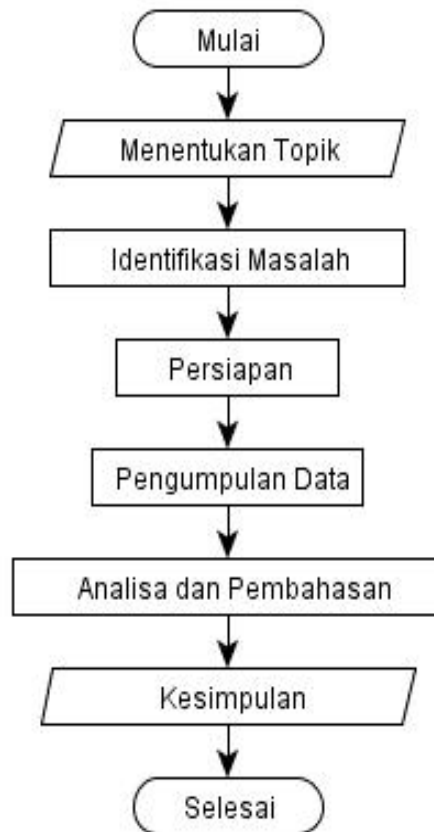 Mulai
Menentukan Topik
Identifikasi Masalah
Persiapan
Pengumpulan Data
Analisa dan Pembahasan
Kesimpulan
Selesai